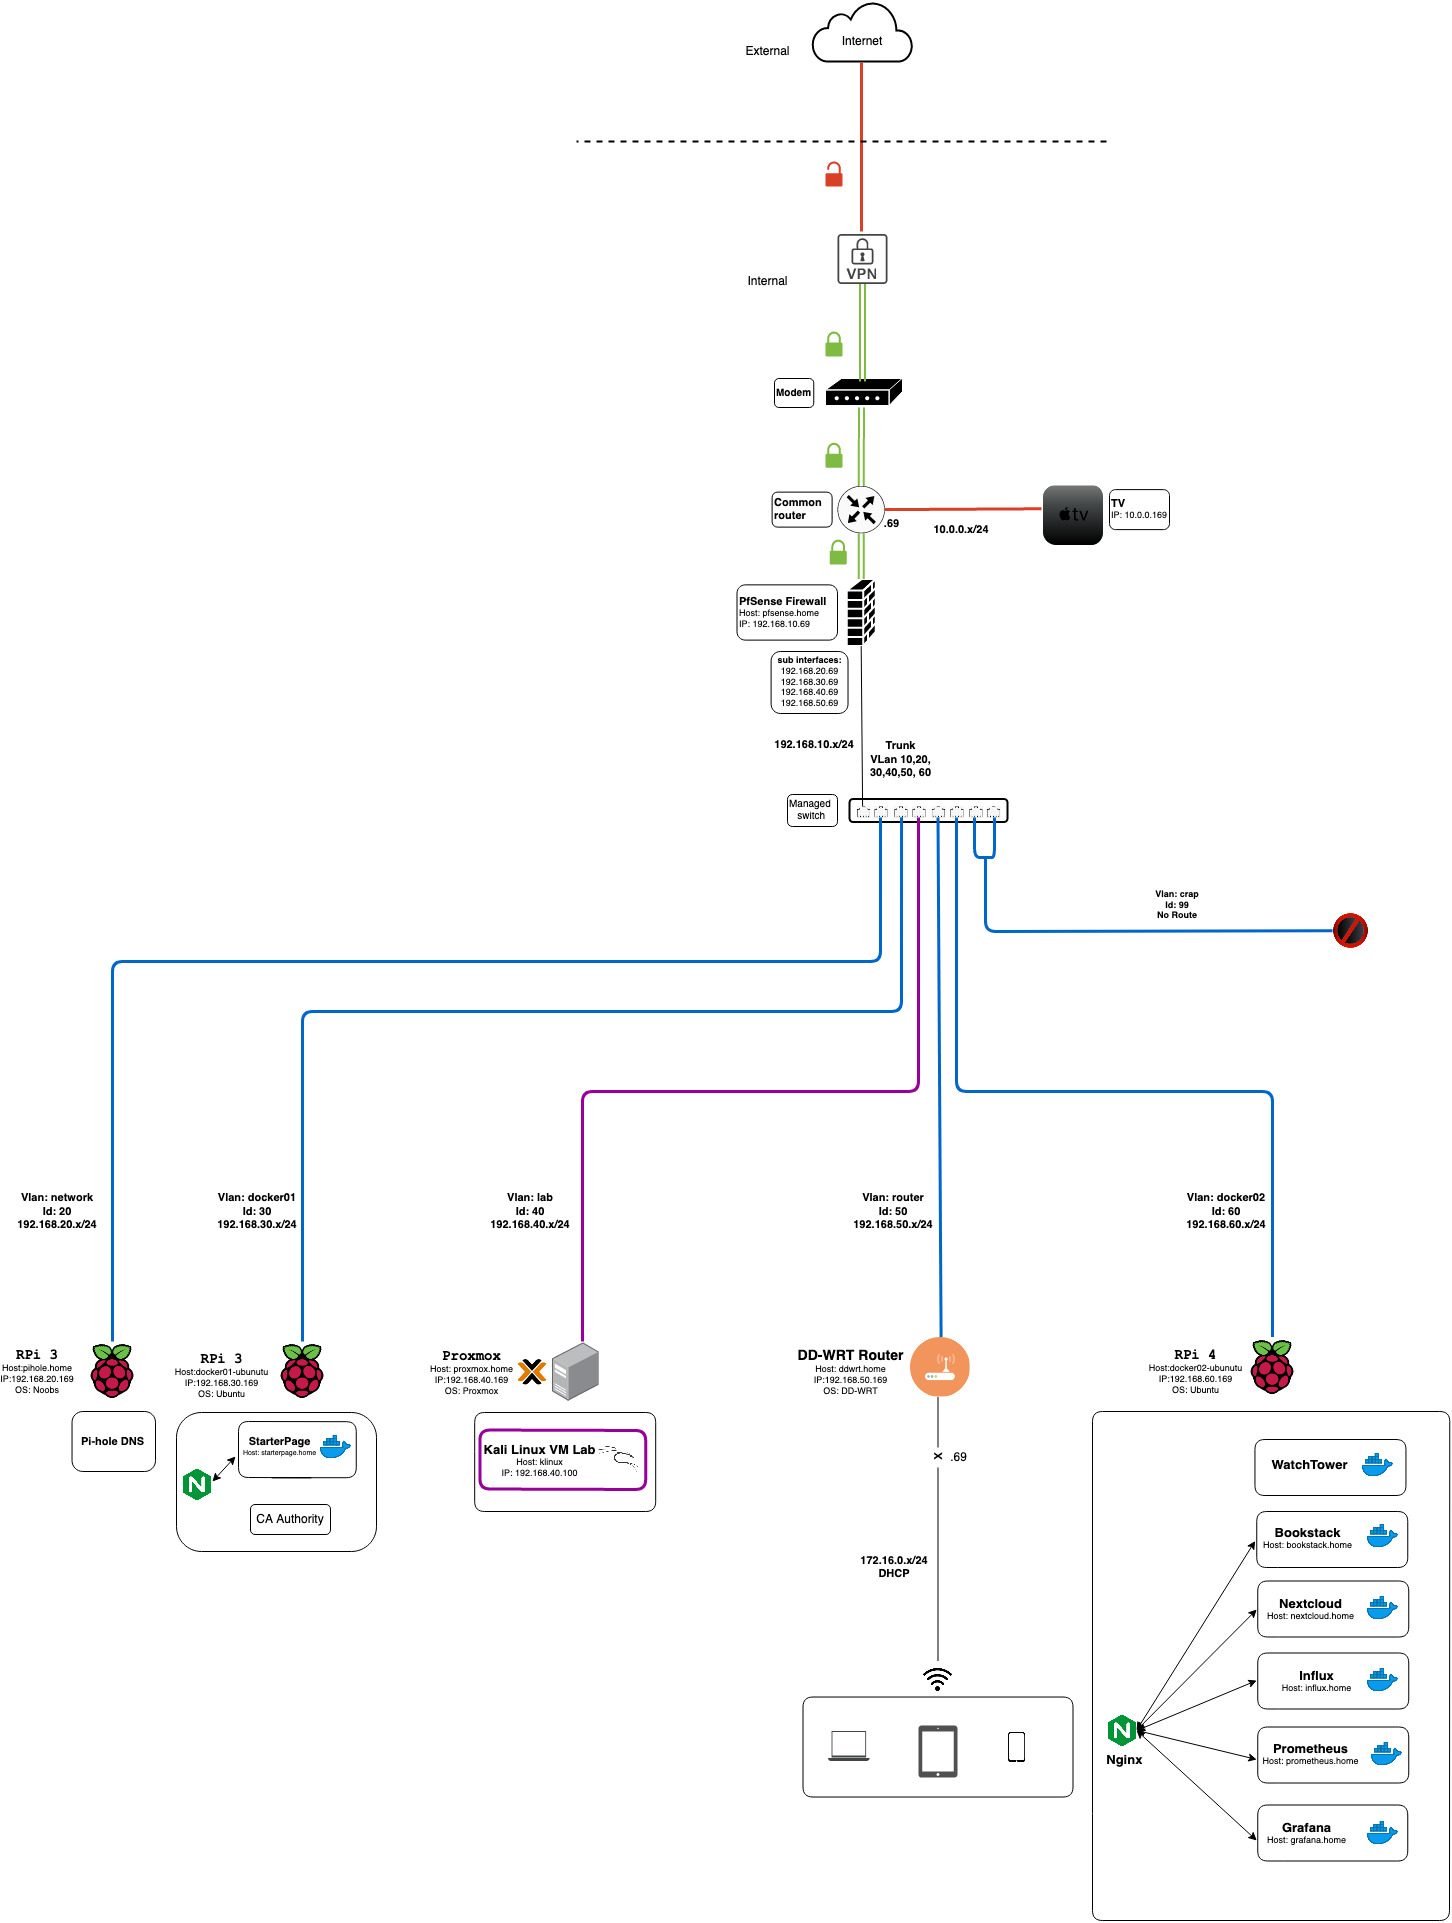 Internet
External
VPN
Internal
Modem
Common
router
.69
10.0.0.x/24
tv
TV
IP: 10.0.0.169
PfSense Firewall
Host: pfsense.home
IP: 192.168.10.69
sub interfaces:
192.168.20.69
192.168.30.69
192.168.40.69
192.168.50.69
192.168.10.x/24
Trunk
VLan 10,20,
30,40,50, 60
Managed
switch
Vlan: crap
Id: 99
No Route
Vlan: network
Id: 20
192.168.20.x/24
Vlan: docker01
Id: 30
192.168.30.x/24
Vlan: lab
Id: 40
192.168.40.x/24
Vlan: router
Id: 50
192.168.50.x/24
Vlan: docker02
Id: 60
192.168.60.x/24
RPi 3
Host:pihole.home
IP:192.168.20.169
OS: Noobs
Pi-hole DNS
RPi 3
Host:docker01-ubunutu
IP:192.168.30.169
OS: Ubuntu
StarterPage
Host: starterpage.home
N
CA Authority
Proxmox
Host: proxmox.home
IP:192.168.40.169
OS: Proxmox
X
Kali Linux VM Lab
Host: klinux
IP: 192.168.40.100
DD-WRT Router
Host: ddwrt.home
IP:192.168.50.169
OS: DD-WRT
X .69
172.16.0.x/24
DHCP
RPi 4
Host:docker02-ubunutu
IP:192.168.60.169
OS: Ubuntu
WatchTower
Bookstack
Host: bookstack.home
Nextcloud
Host: nextcloud.home
Influx
Host: influx.home
N
Nginx
Prometheus
Host: prometheus.home
Grafana
Host: grafana.home